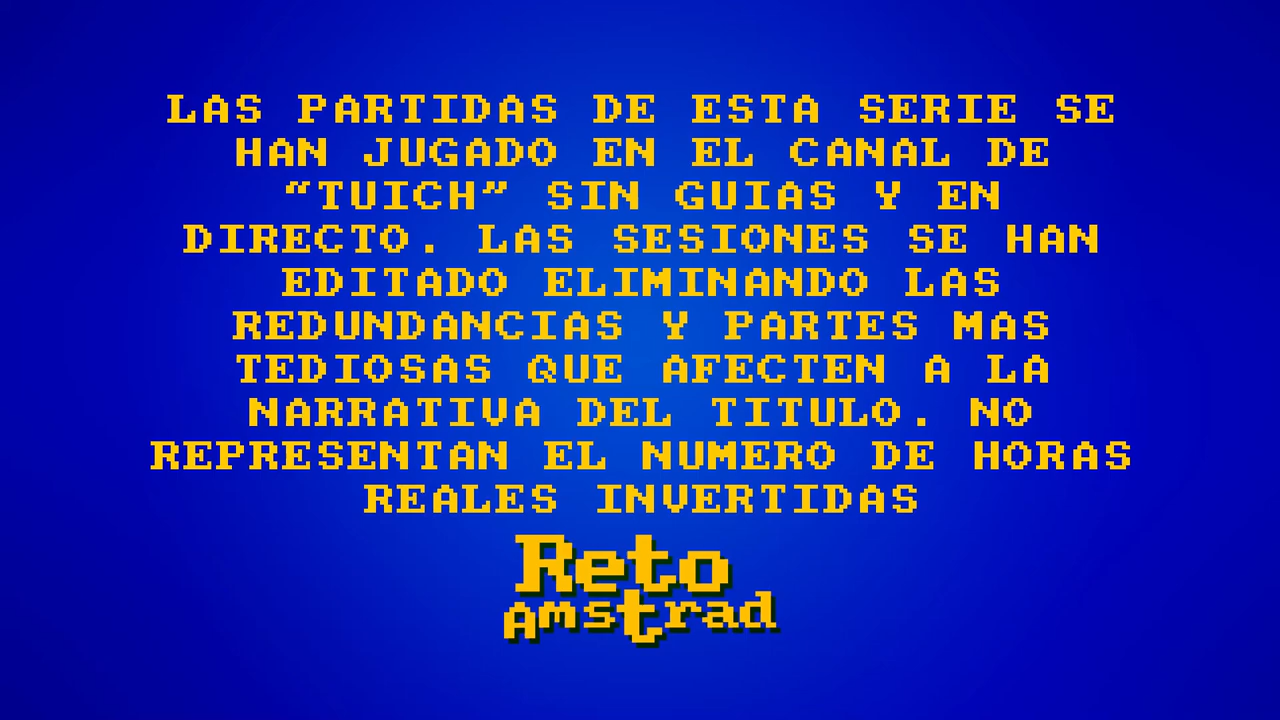 LAS PARTIDAS DE ESTA SERIE SE
HAN JUGADO EN EL CANAL DE
"TUICH" SIN GUIAS Y EN
DIRECTO. LAS SESIONES SE HAN
EDITADO ELIMINANDO LAS
REDUNDANCIAS Y PARTES MAS
TEDIOSAS QUE AFECTEN A LA
NARRATIVA DEL TITULO. NO
REPRESENTAN EL NUMERO DE HORAS
REALES INVERTIDAS
Reto
Amstrad